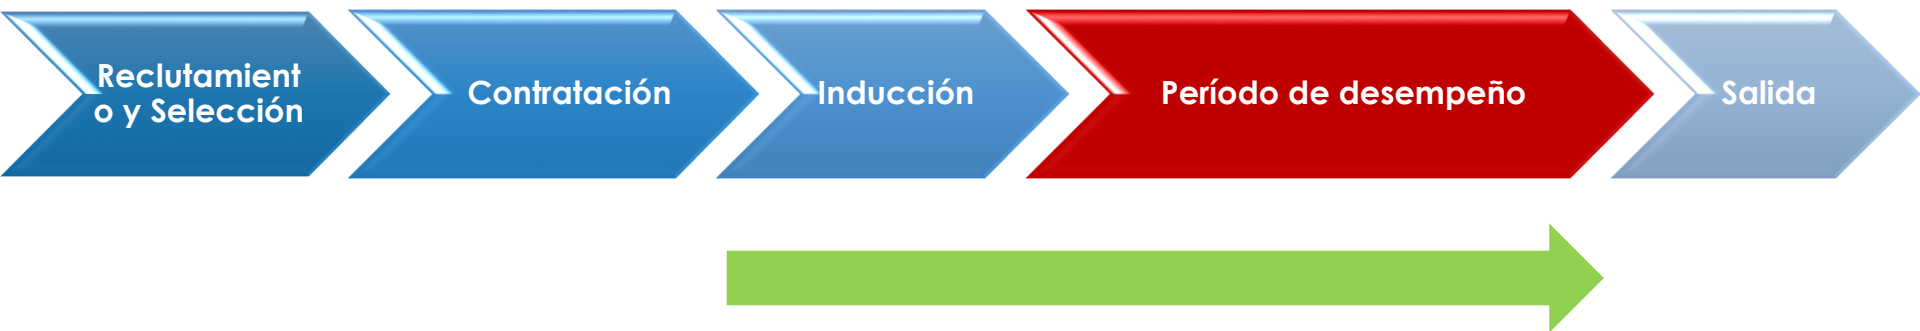 Reclutamient
o y Selección
Contratación
Inducción
Período de desempeño
Salida